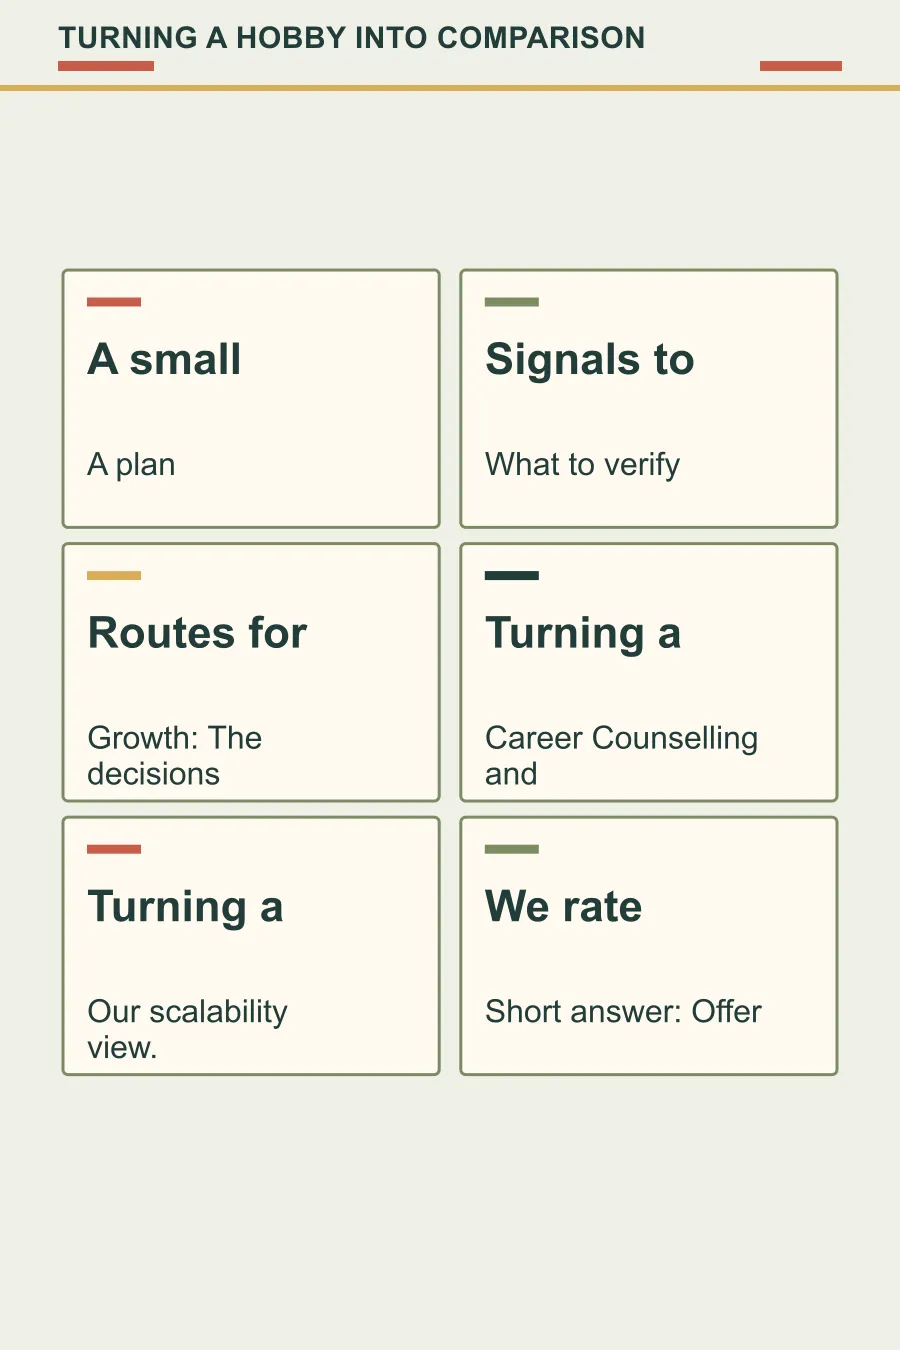 TURNING A HOBBY INTO COMPARISON
A small
A plan
Signals to
What to verify
Routes for
Growth: The
decisions
Turning a
Career Counselling
and
Turning a
Our scalability
view.
We rate
Short answer: Offer